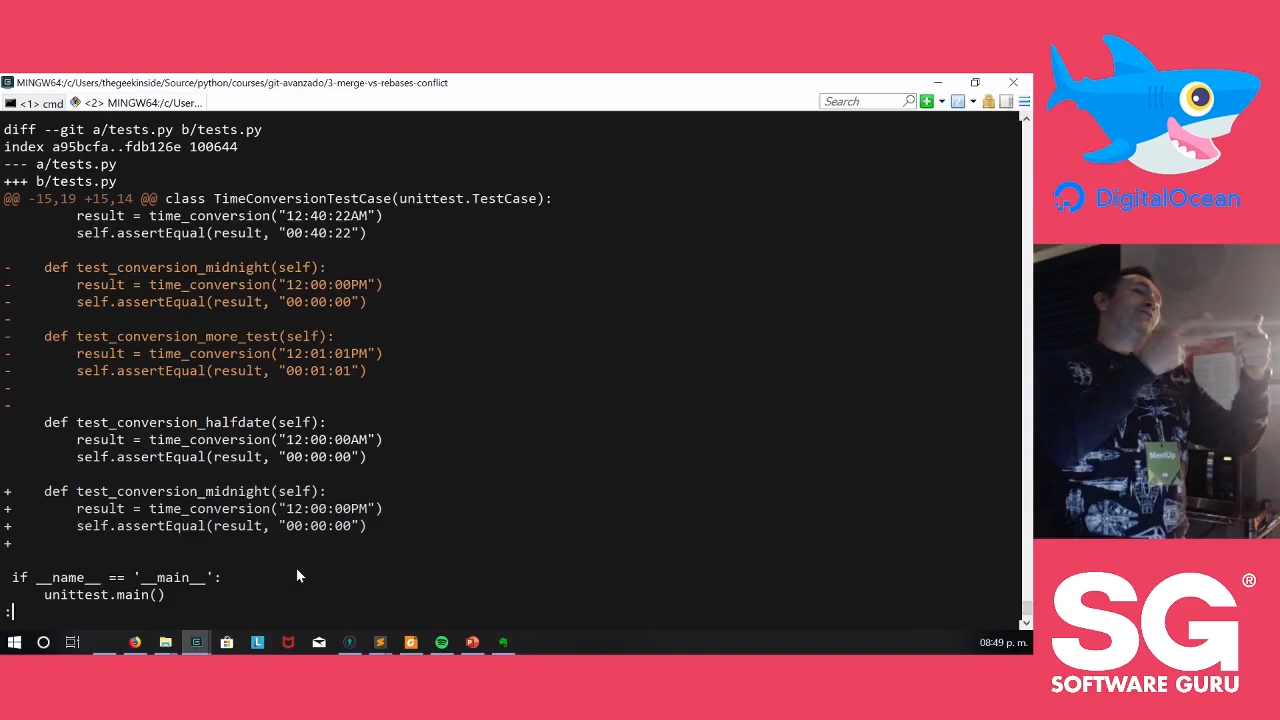 MINGW64:/c/Users/thegeekinside/Source/python/courses/git-avanzado/3-merge-vs-rebases-conflict
<1> cmd
<2> MINGW64:/c/User...
Search
diff --git a/tests.py b/tests.py
index a95bcfa..fdb126e 100644
--- a/tests.py
+++ b/tests.py
@@ -15,19 +15,14 @@ class TimeConversionTestCase(unittest.TestCase):
        result = time_conversion("12:40:22AM")
        self.assertEqual(result, "00:40:22")
-    def test_conversion_midnight(self):
-        result = time_conversion("12:00:00PM")
-        self.assertEqual(result, "00:00:00")
-
-    def test_conversion_more_test(self):
-        result = time_conversion("12:01:01PM")
-        self.assertEqual(result, "00:01:01")
-
-
    def test_conversion_halfdate(self):
        result = time_conversion("12:00:00AM")
        self.assertEqual(result, "00:00:00")
+    def test_conversion_midnight(self):
+        result = time_conversion("12:00:00PM")
+        self.assertEqual(result, "00:00:00")
+
if __name__ == '__main__':
    unittest.main()
:
08:49 p. m.
DigitalOcean
MeetUp
SG®
SOFTWARE GURU